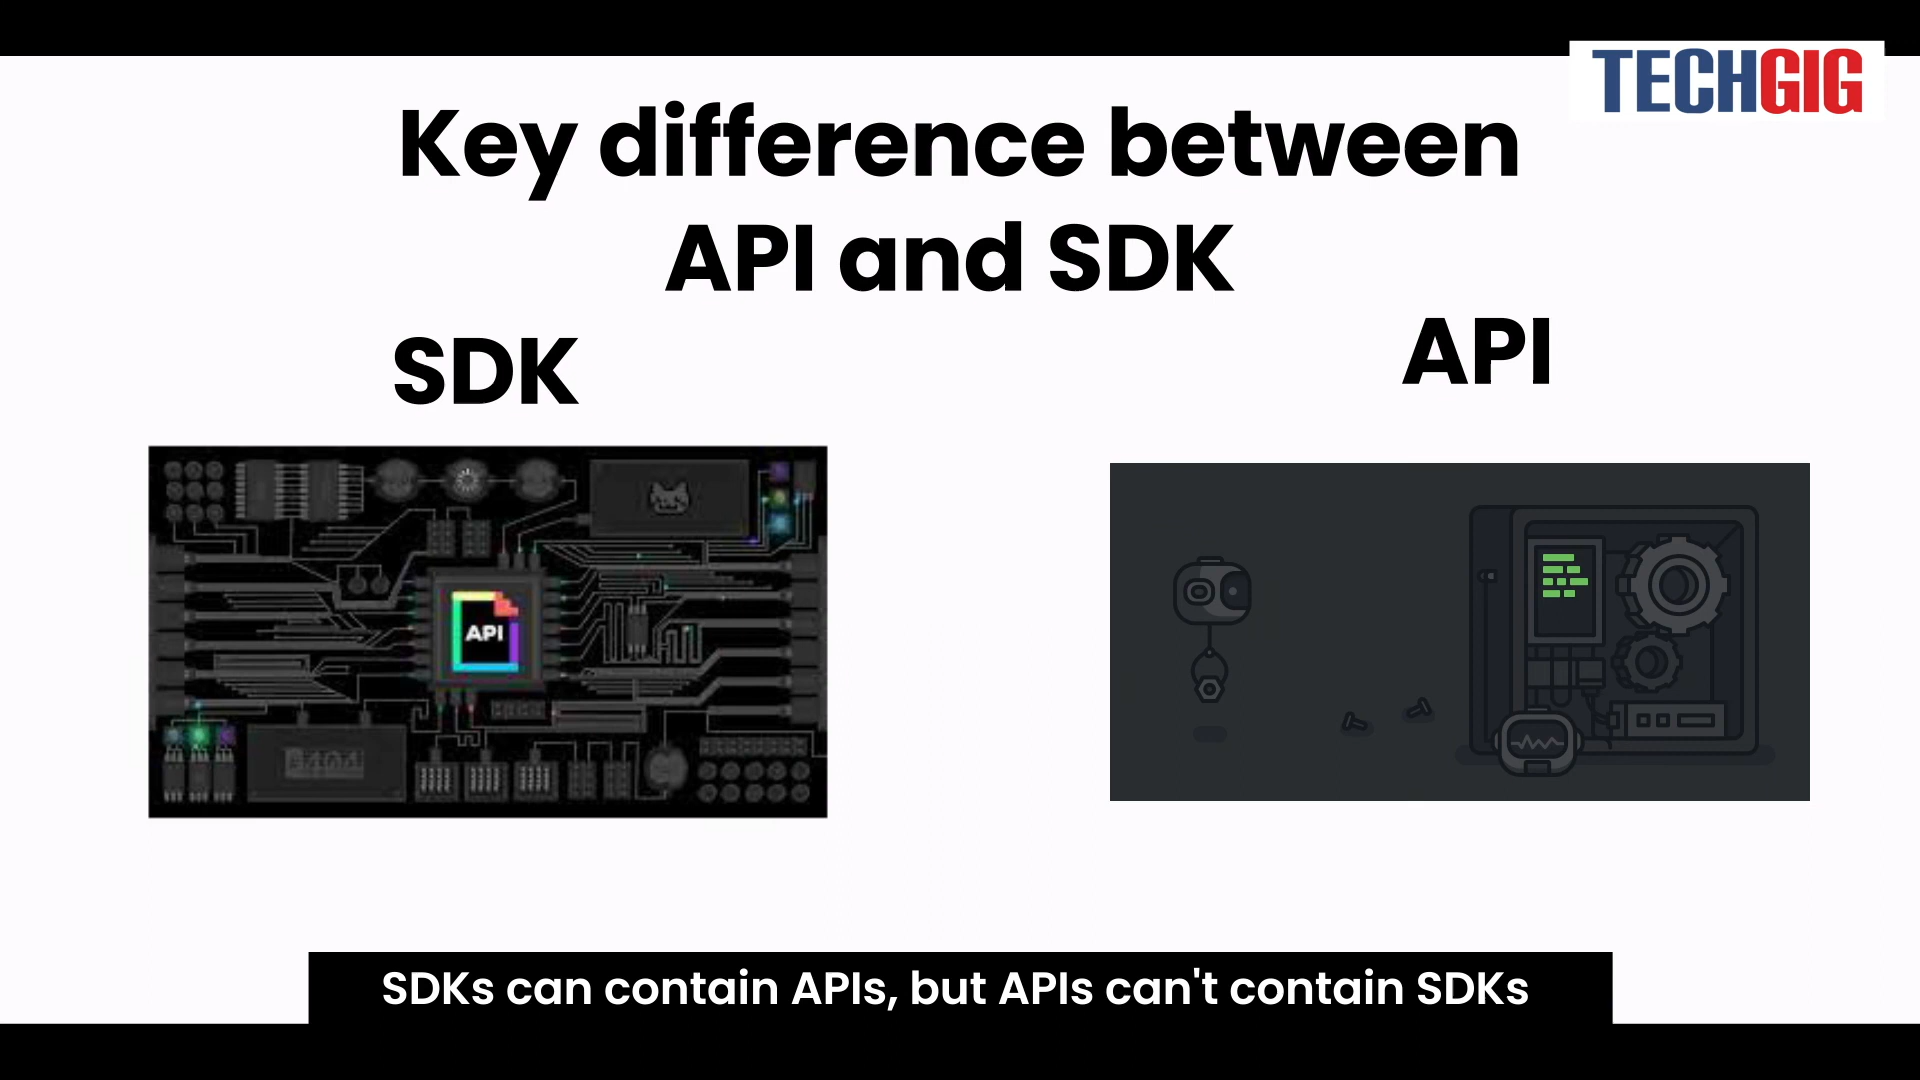 TECHGIG
Key difference between
API and SDK
SDK
API
API
SDKs can contain APIs, but APIs can't contain SDKs